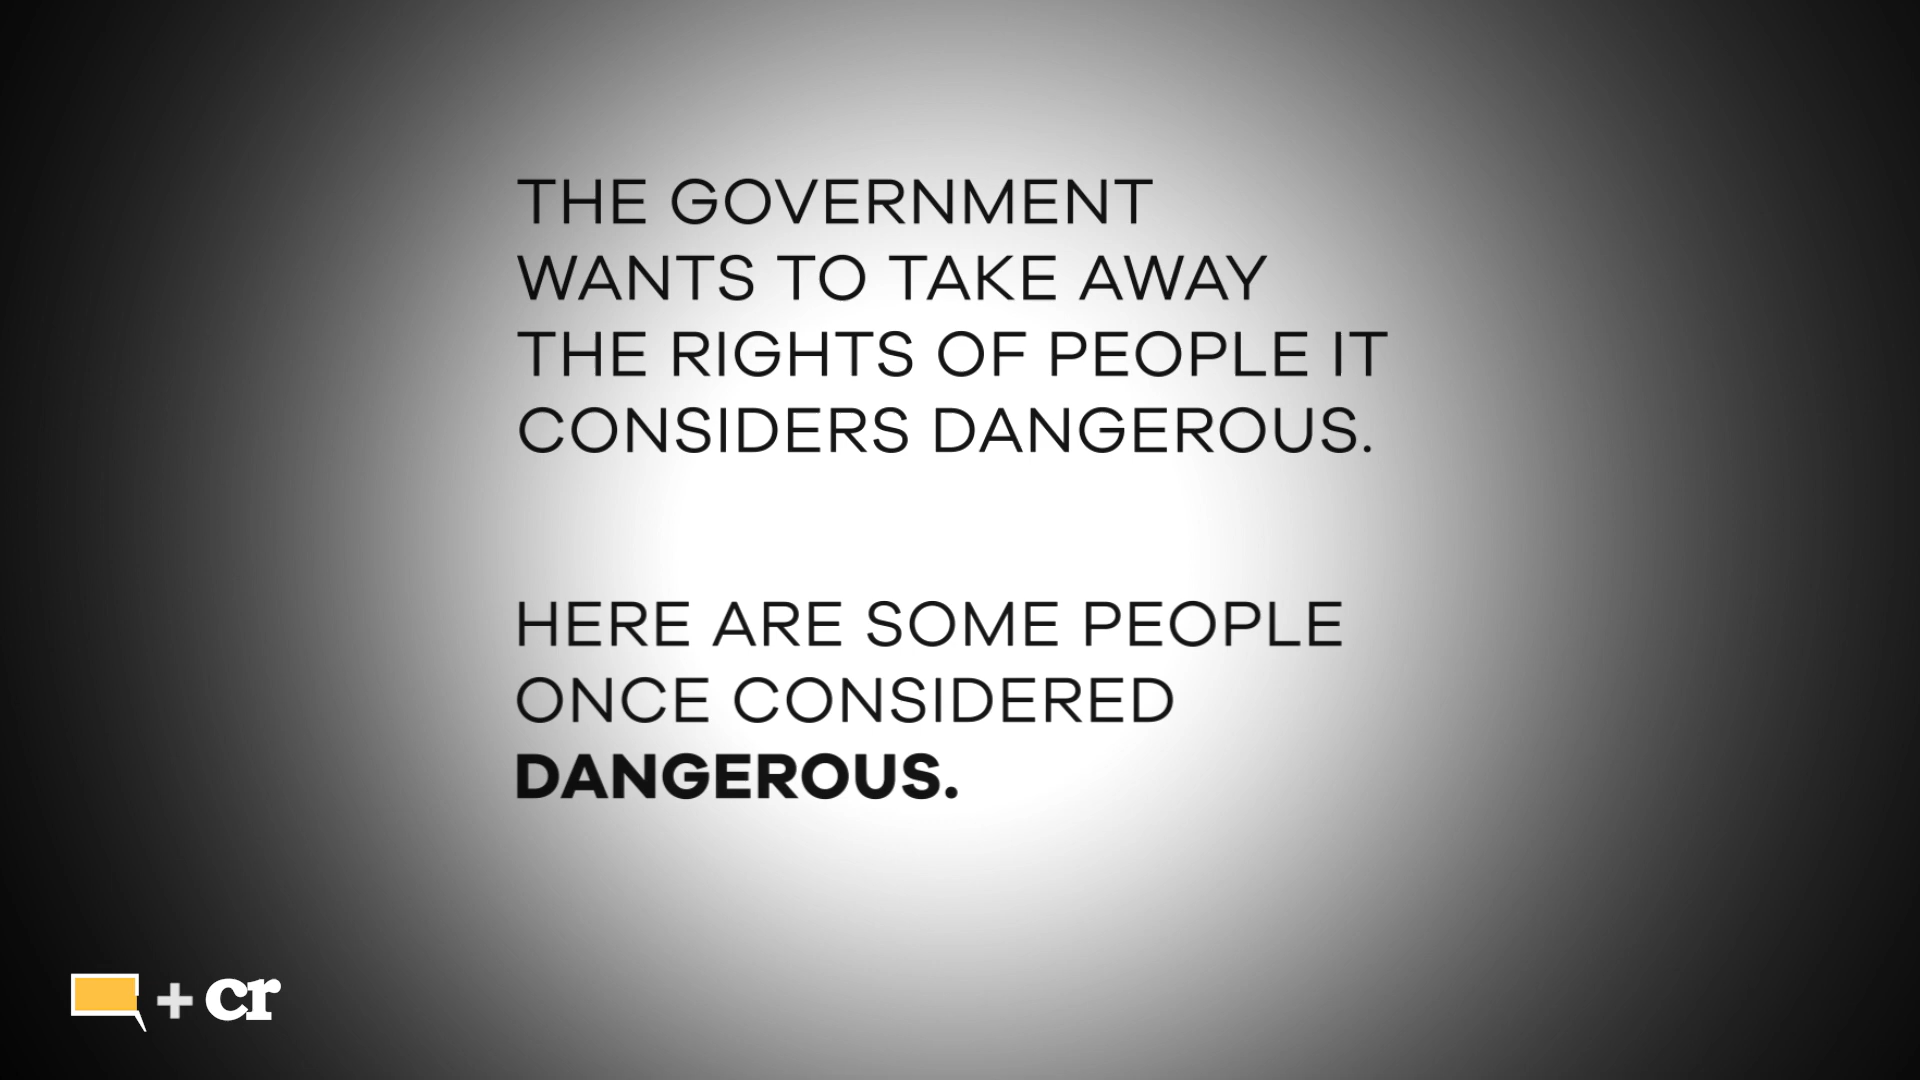 THE GOVERNMENT
WANTS TO TAKE AWAY
THE RIGHTS OF PEOPLE IT
CONSIDERS DANGEROUS.
HERE ARE SOME PEOPLE
ONCE CONSIDERED
DANGEROUS.
+ cr